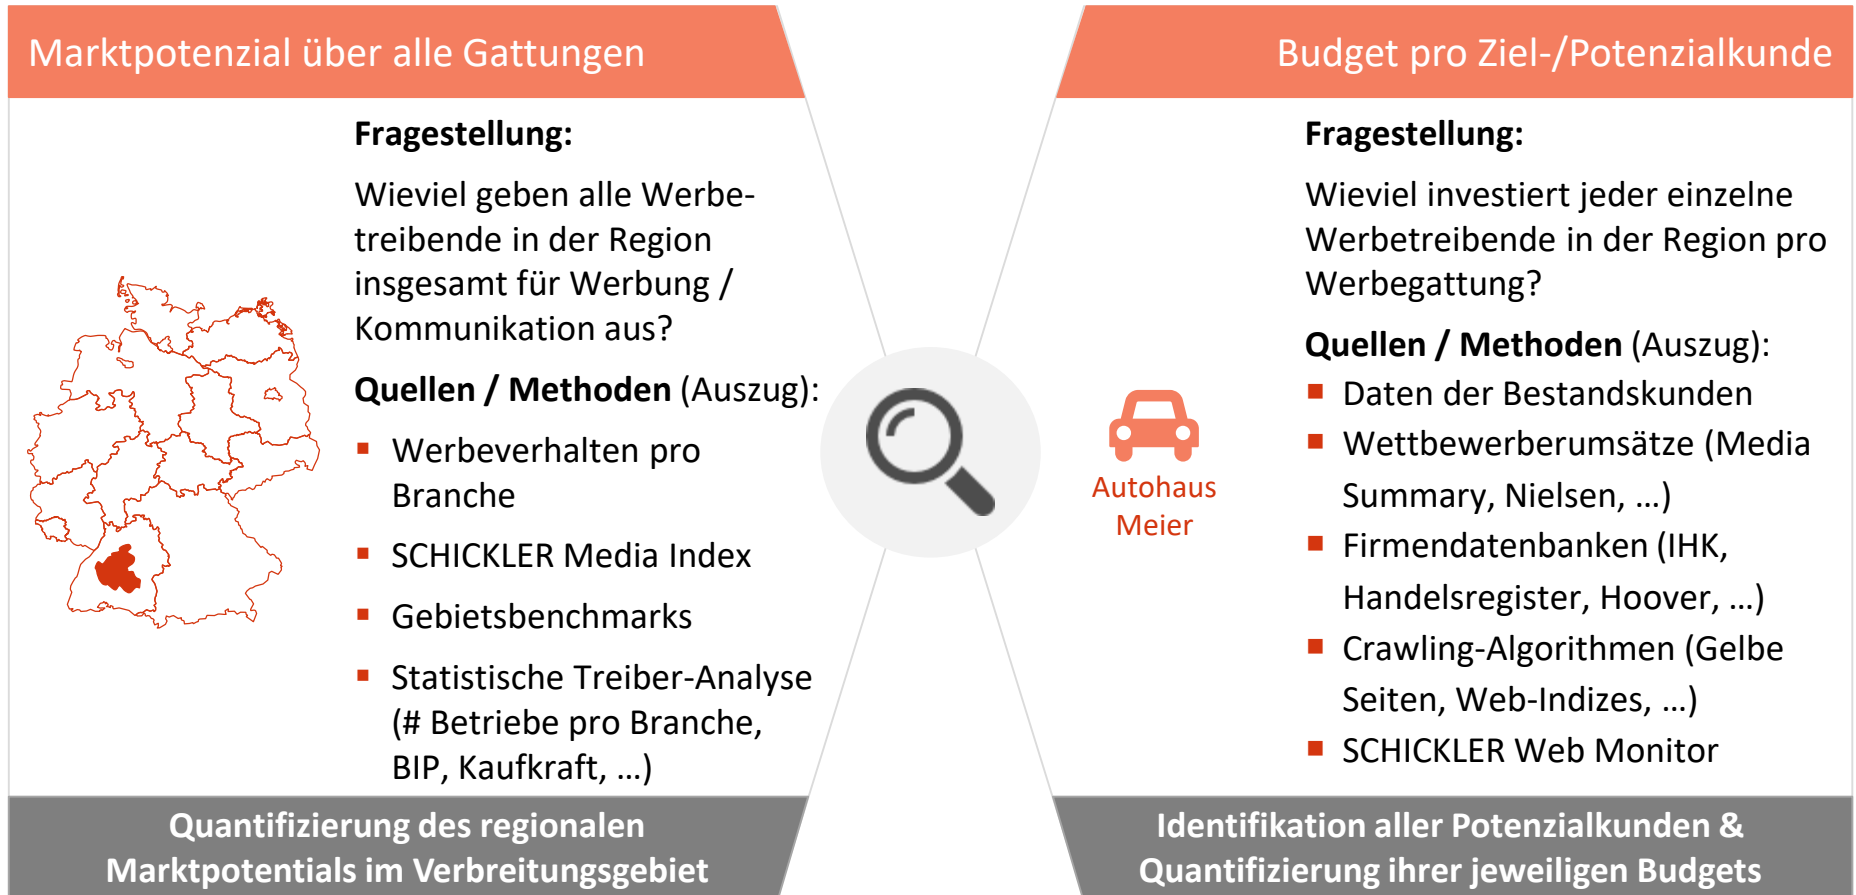 Marktpotenzial über alle Gattungen
Fragestellung:
Wieviel geben alle Werbe-
treibende in der Region
insgesamt für Werbung /
Kommunikation aus?
Quellen / Methoden (Auszug):
▪ Werbeverhalten pro
Branche
▪ SCHICKLER Media Index
▪ Gebietsbenchmarks
▪ Statistische Treiber-Analyse
(# Betriebe pro Branche,
BIP, Kaufkraft, …)
Quantifizierung des regionalen
Marktpotentials im Verbreitungsgebiet
Budget pro Ziel-/Potenzialkunde
Autohaus
Meier
Fragestellung:
Wieviel investiert jeder einzelne
Werbetreibende in der Region pro
Werbegattung?
Quellen / Methoden (Auszug):
▪ Daten der Bestandskunden
▪ Wettbewerberumsätze (Media
Summary, Nielsen, …)
▪ Firmendatenbanken (IHK,
Handelsregister, Hoover, …)
▪ Crawling-Algorithmen (Gelbe
Seiten, Web-Indizes, …)
▪ SCHICKLER Web Monitor
Identifikation aller Potenzialkunden &
Quantifizierung ihrer jeweiligen Budgets